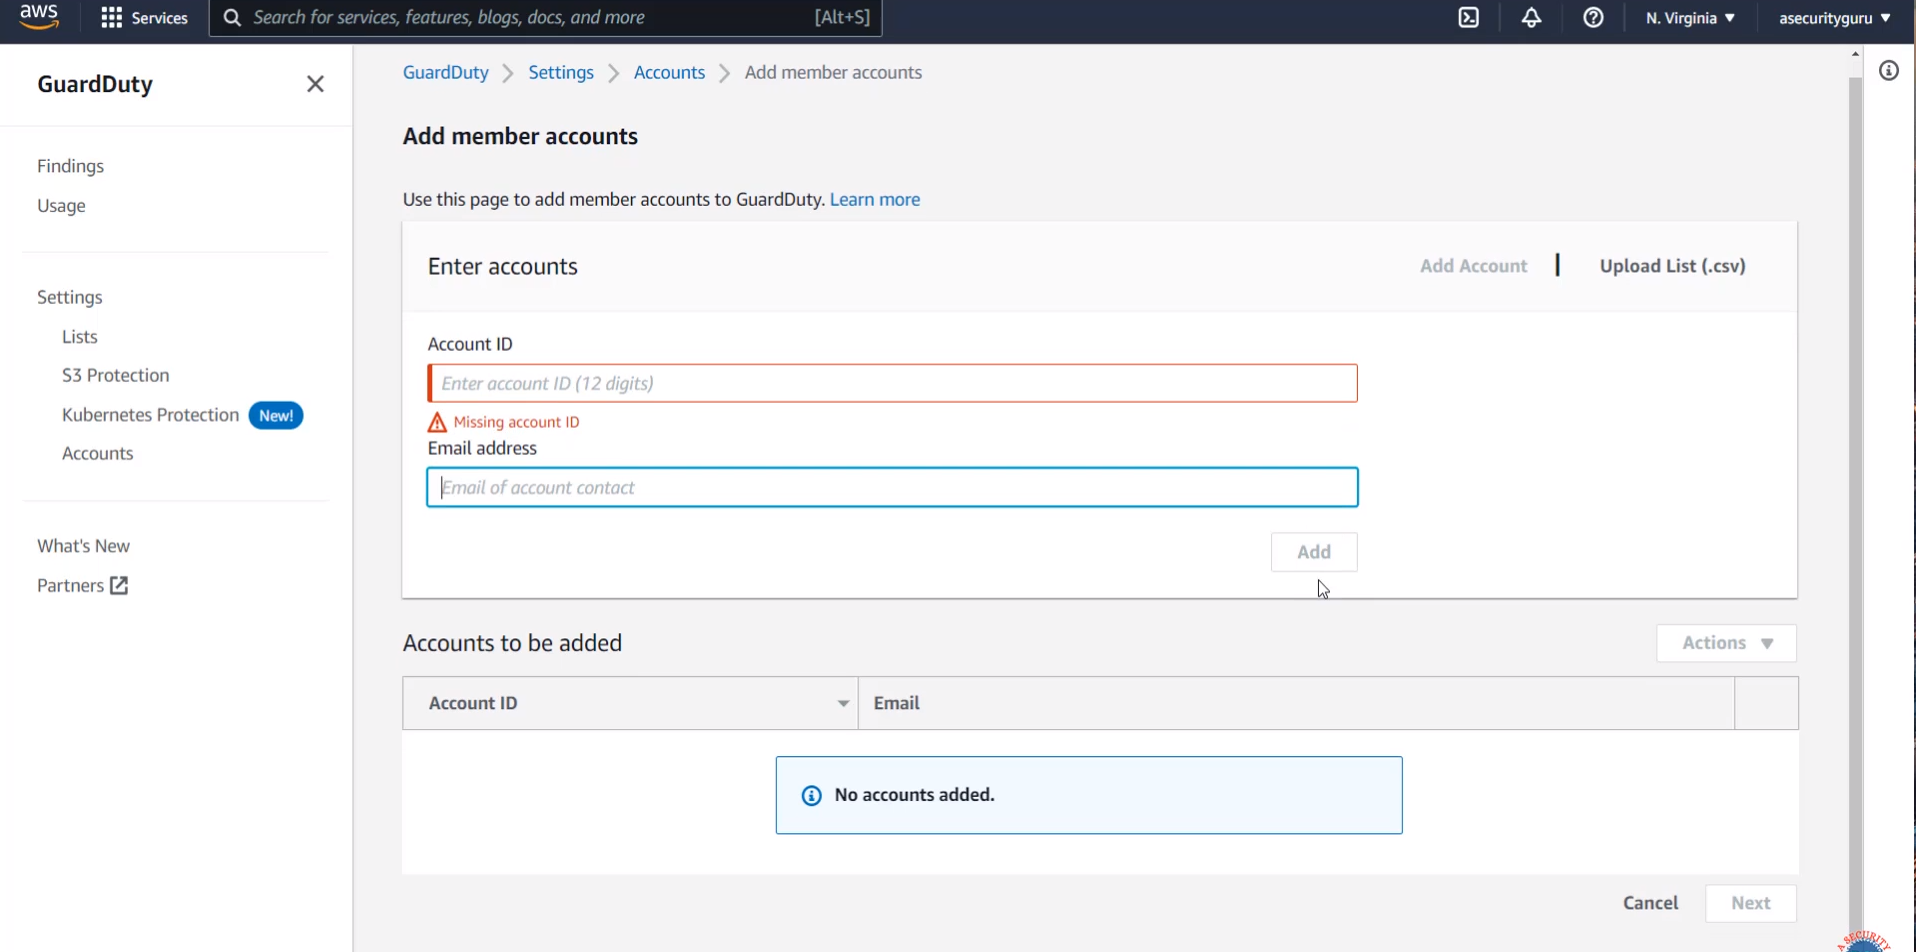 aws
Services
Search for services, features, blogs, docs, and more
[Alt+S]
N. Virginia
asecurityguru
GuardDuty
Findings
Usage
Settings
Lists
S3 Protection
Kubernetes Protection New!
Accounts
What's New
Partners
GuardDuty > Settings > Accounts > Add member accounts
Add member accounts
Use this page to add member accounts to GuardDuty. Learn more
Enter accounts
Add Account | Upload List (.csv)
Account ID
Enter account ID (12 digits)
Missing account ID
Email address
Email of account contact
Add
Accounts to be added
Actions
Account ID
Email
No accounts added.
Cancel
Next
A SECURITY